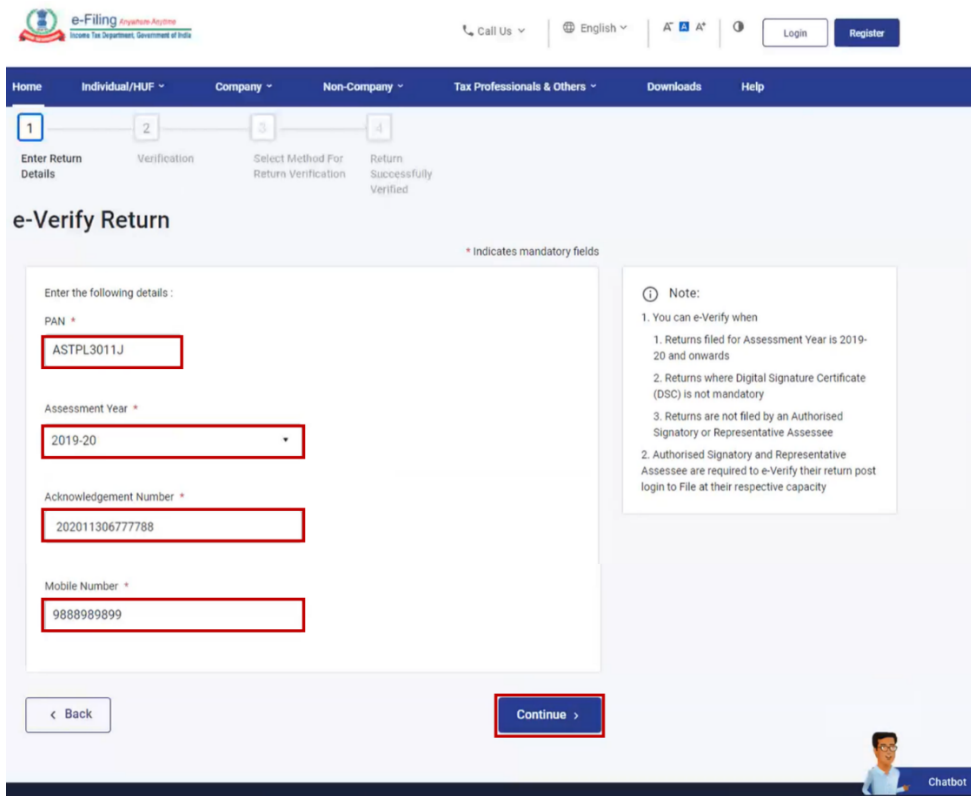 e-Filing Anywhere Anytime
Income Tax Department, Government of India
Call Us
English
A- A A+
Login
Register
Home
Individual/HUF
Company
Non-Company
Tax Professionals & Others
Downloads
Help
1
2
3
4
Enter Return
Details
Verification
Select Method For
Return Verification
Return
Successfully
Verified
e-Verify Return
* Indicates mandatory fields
Enter the following details :
PAN *
ASTPL3011J
Assessment Year *
2019-20
Acknowledgement Number *
202011306777788
Mobile Number *
9888989899
< Back
Continue >
Note:
1. You can e-Verify when
1. Returns filed for Assessment Year is 2019-
20 and onwards
2. Returns where Digital Signature Certificate
(DSC) is not mandatory
3. Returns are not filed by an Authorised
Signatory or Representative Assessee
2. Authorised Signatory and Representative
Assessee are required to e-Verify their return post
login to File at their respective capacity
Chatbot